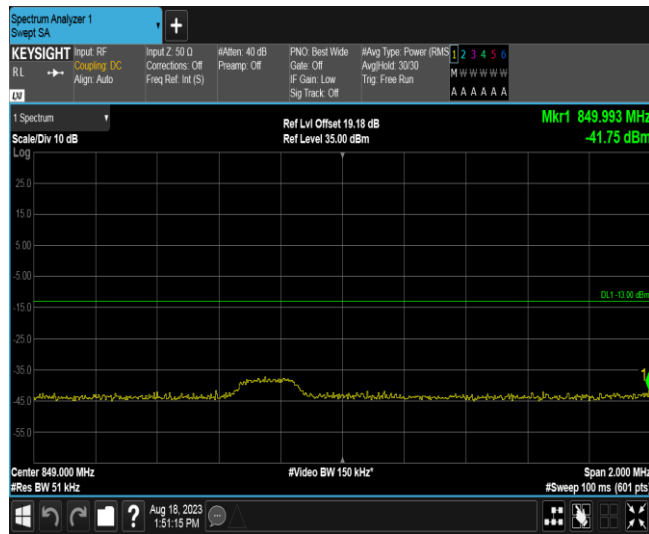 Spectrum Analyzer 1
Swept SA
+
KEYSIGHT Input: RF Input Z: 50 Ω #Atten: 40 dB PNO: Best Wide #Avg Type: Power (RMS 1 2 3 4 5 6
RL Coupling: DC Corrections: Off Preamp: Off Gate: Off Avg|Hold: 30/30 M W W W W W
Align: Auto Freq Ref: Int (S) IF Gain: Low Trig: Free Run
LXI Sig Track: Off A A A A A A
1 Spectrum Ref Lvl Offset 19.18 dB Mkr1 849.993 MHz
Scale/Div 10 dB Ref Level 35.00 dBm -41.75 dBm
Log
25.0
15.0
5.00
-5.00
DL1 -13.00 dBm
-15.0
-25.0
-35.0
1
-45.0
-55.0
Center 849.000 MHz #Video BW 150 kHz* Span 2.000 MHz
#Res BW 51 kHz #Sweep 100 ms (601 pts
? Aug 18, 2023
1:51:15 PM